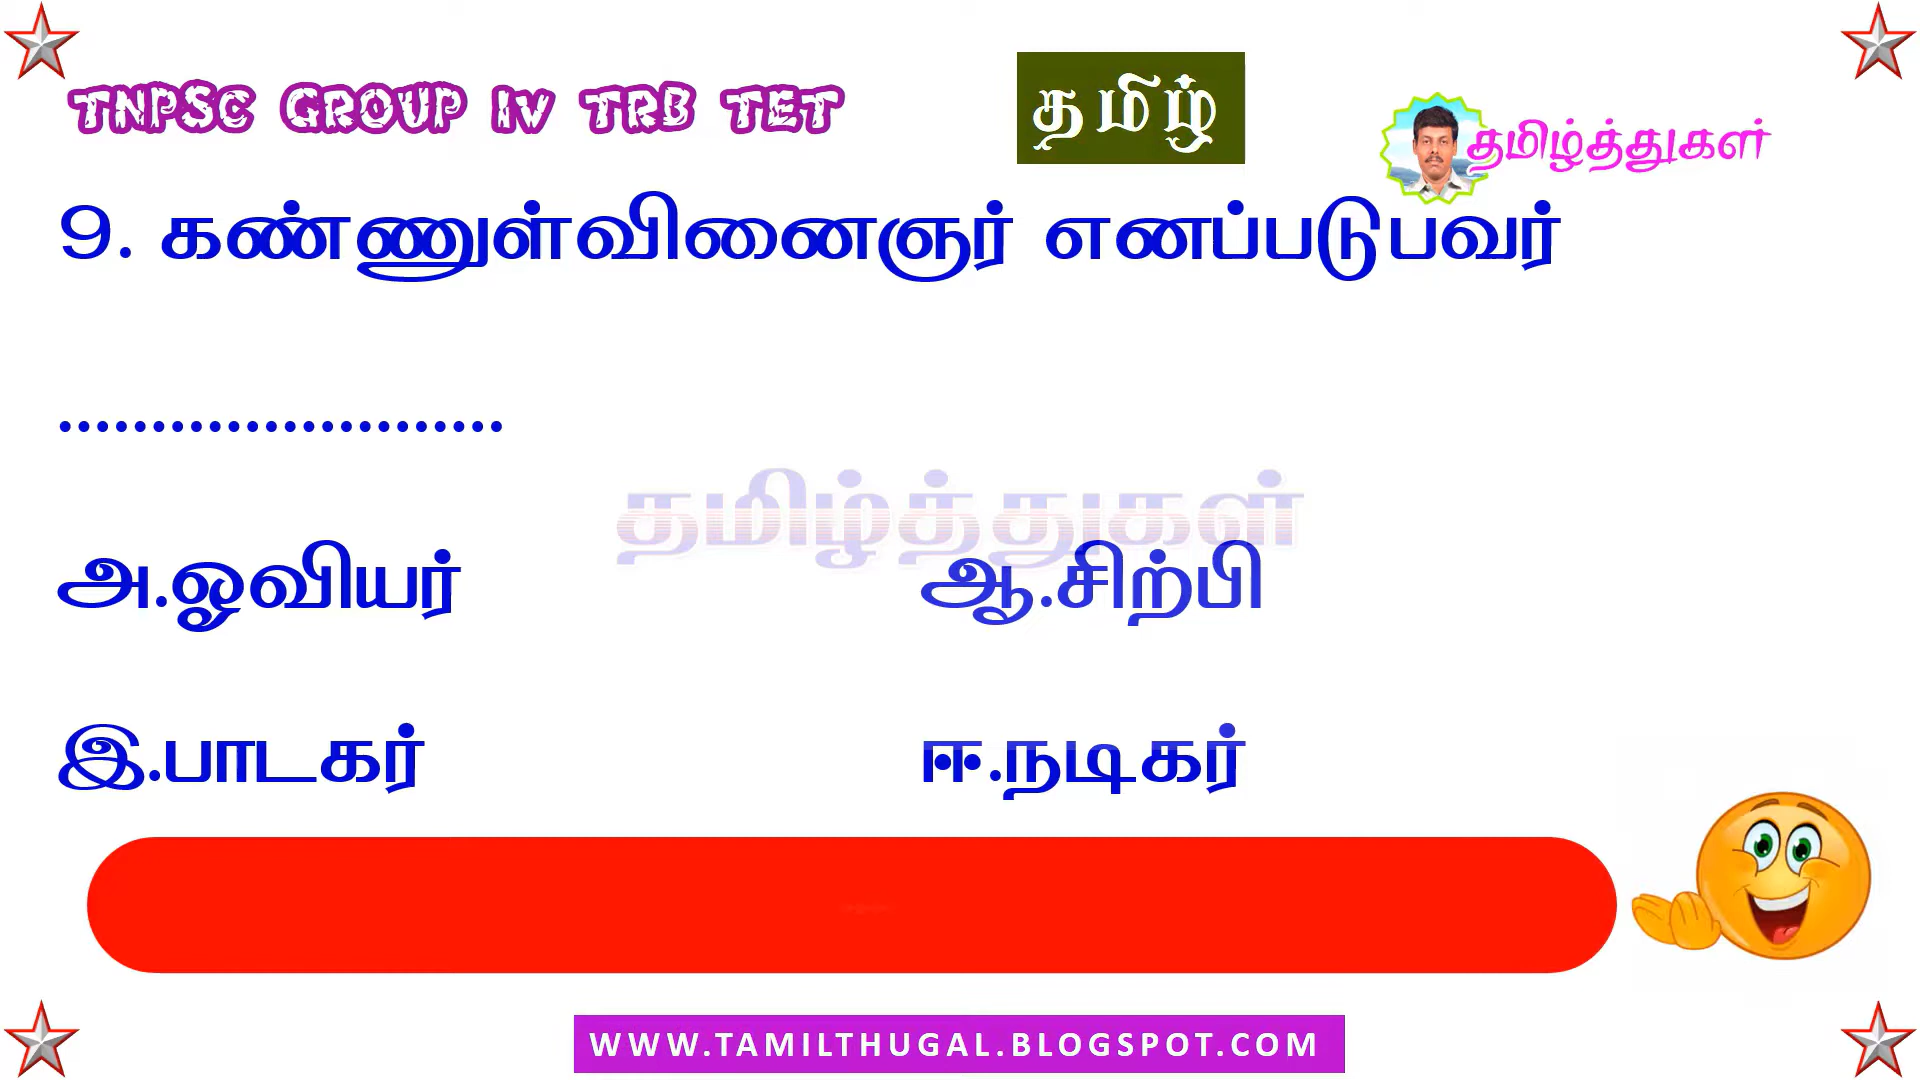 TNPSC GROUP IV TRB TET
தமிழ்
தமிழ்த்துகள்
9. கண்ணுள்வினைஞர் எனப்படுபவர்
........................
தமிழ்த்துகள்
அ.ஓவியர் ஆ.சிற்பி
இ.பாடகர் ஈ.நடிகர்
WWW.TAMILTHUGAL.BLOGSPOT.COM